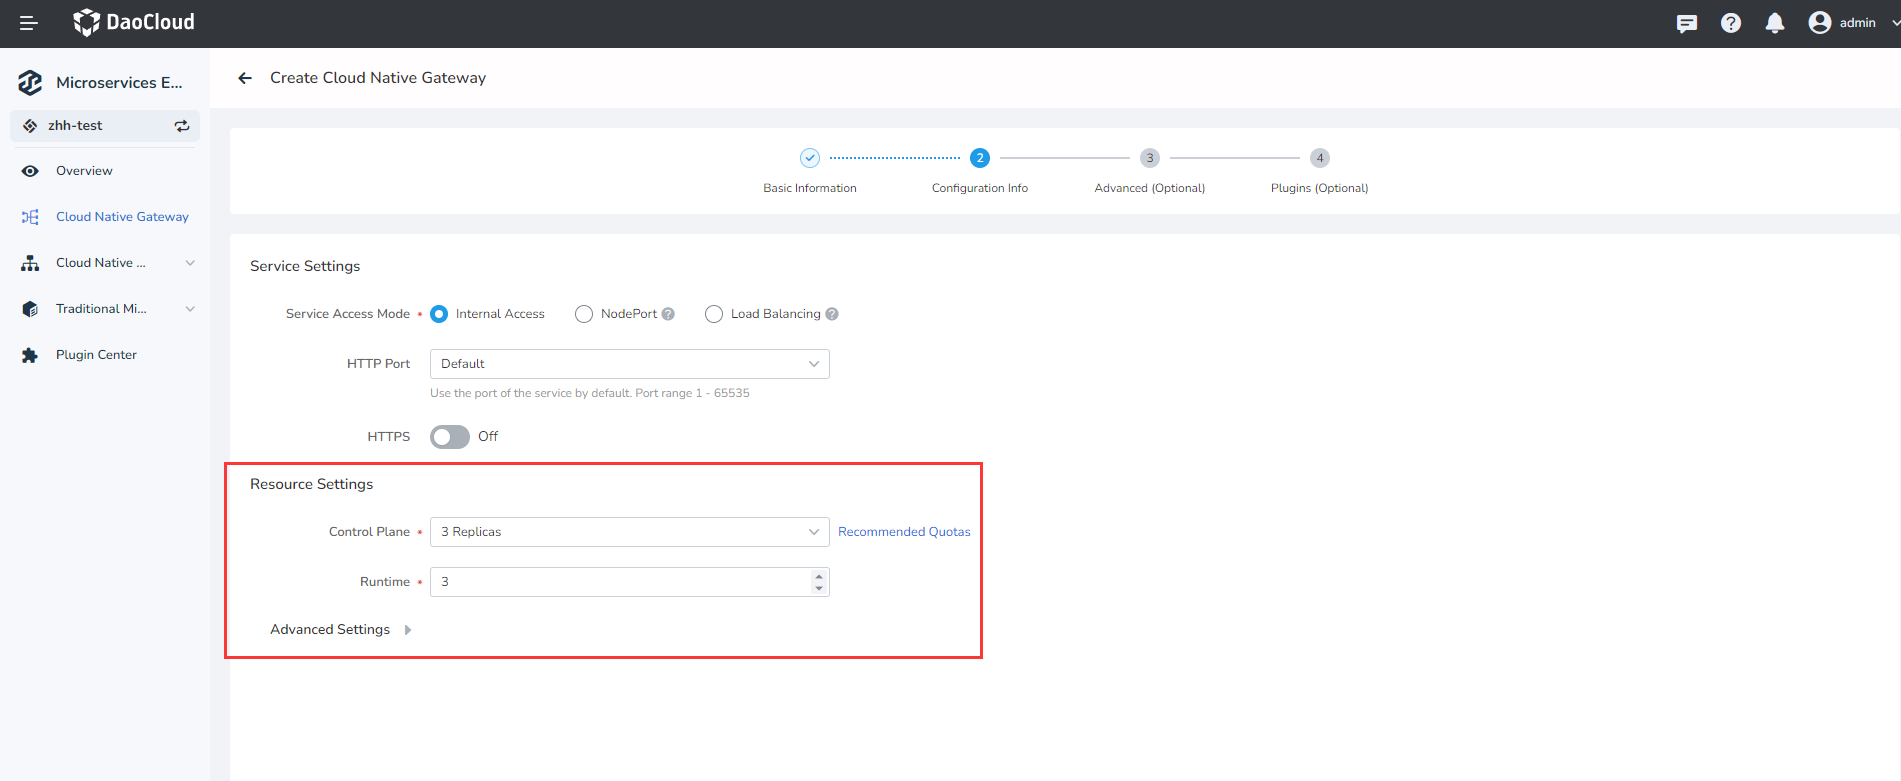 DaoCloud
admin
Microservices E...
zhh-test
Overview
Cloud Native Gateway
Cloud Native ...
Traditional Mi...
Plugin Center
Create Cloud Native Gateway
2 3 4
Basic Information Configuration Info Advanced (Optional) Plugins (Optional)
Service Settings
Service Access Mode * Internal Access NodePort ? Load Balancing ?
HTTP Port Default
Use the port of the service by default. Port range 1 - 65535
HTTPS Off
Resource Settings
Control Plane * 3 Replicas Recommended Quotas
Runtime * 3
Advanced Settings